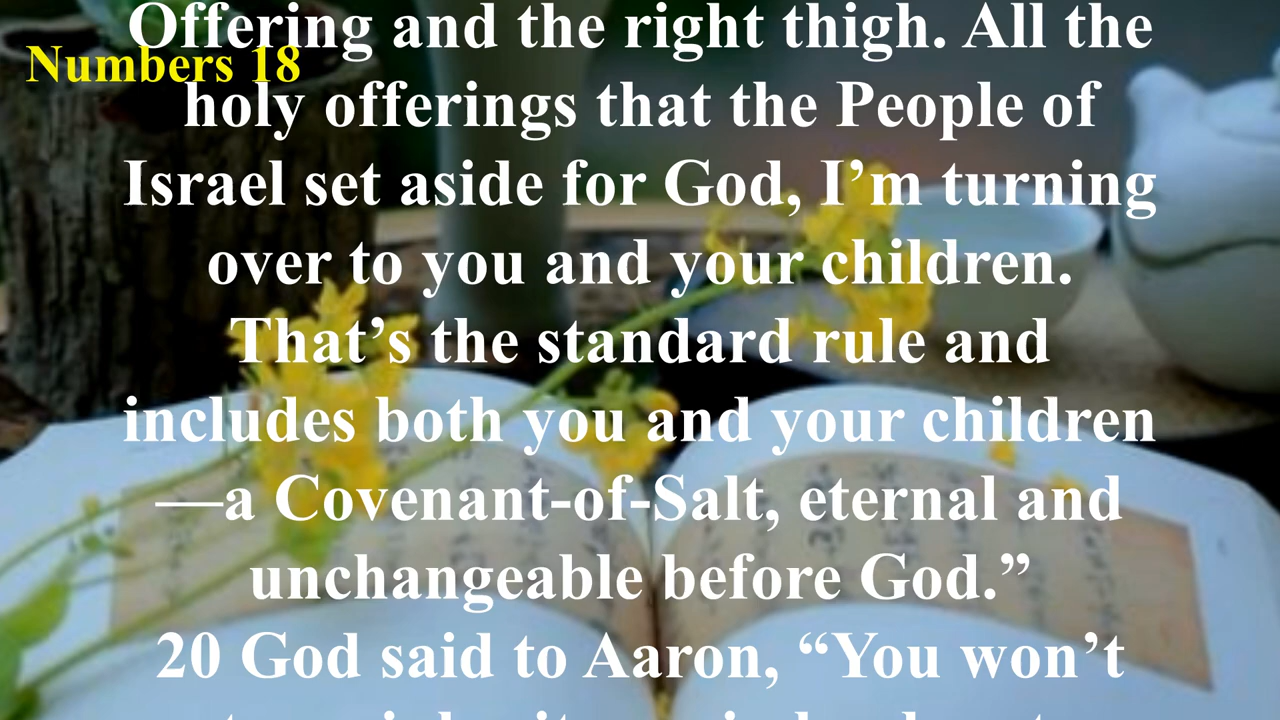 Offering and the right thigh. All the
Numbers 18
holy offerings that the People of
Israel set aside for God, I’m turning
over to you and your children.
That’s the standard rule and
includes both you and your children
—a Covenant-of-Salt, eternal and
unchangeable before God.”
20 God said to Aaron, “You won’t